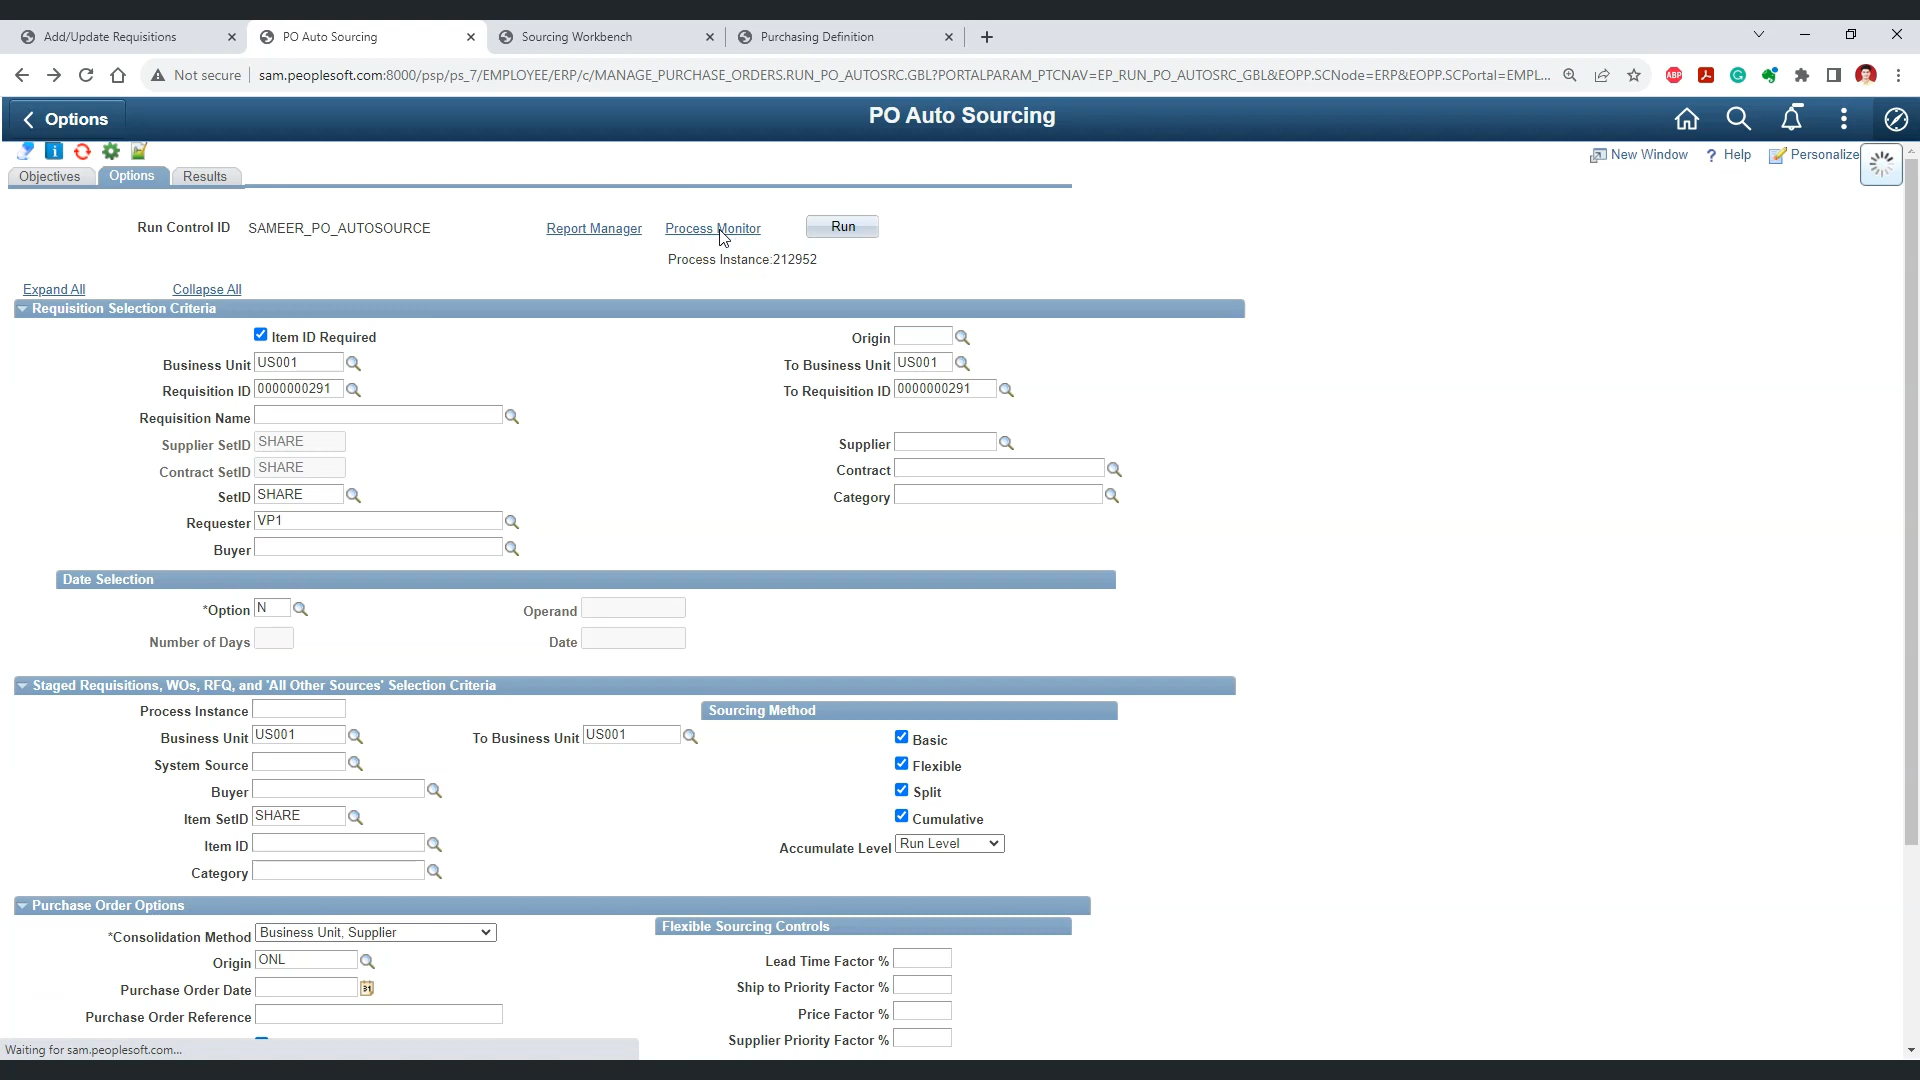 Add/Update Requisitions
PO Auto Sourcing
Sourcing Workbench
Purchasing Definition
Not secure
sam.peoplesoft.com:8000/psp/ps_7/EMPLOYEE/ERP/c/MANAGE_PURCHASE_ORDERS.RUN_PO_AUTOSRC.GBL?PORTALPARAM_PTCNAV=EP_RUN_PO_AUTOSRC_GBL&EOPP.SCNode=ERP&EOPP.SCPortal=EMPL...
ABP
Options
PO Auto Sourcing
New Window
? Help
Personalize
Objectives
Options
Results
Run Control ID SAMEER_PO_AUTOSOURCE
Report Manager
Process Monitor
Run
Process Instance:212952
Expand All
Collapse All
Requisition Selection Criteria
Item ID Required
Origin
Business Unit US001
To Business Unit US001
Requisition ID 0000000291
To Requisition ID 0000000291
Requisition Name
Supplier SetID SHARE
Supplier
Contract SetID SHARE
Contract
SetID SHARE
Category
Requester VP1
Buyer
Date Selection
*Option N
Operand
Number of Days
Date
Staged Requisitions, WOs, RFQ, and 'All Other Sources' Selection Criteria
Process Instance
Sourcing Method
Business Unit US001
To Business Unit US001
Basic
System Source
Flexible
Buyer
Split
Item SetID SHARE
Cumulative
Item ID
Accumulate Level Run Level
Category
Purchase Order Options
Flexible Sourcing Controls
*Consolidation Method Business Unit, Supplier
Origin ONL
Lead Time Factor %
Purchase Order Date
31
Ship to Priority Factor %
Purchase Order Reference
Price Factor %
Supplier Priority Factor %
Waiting for sam.peoplesoft.com...